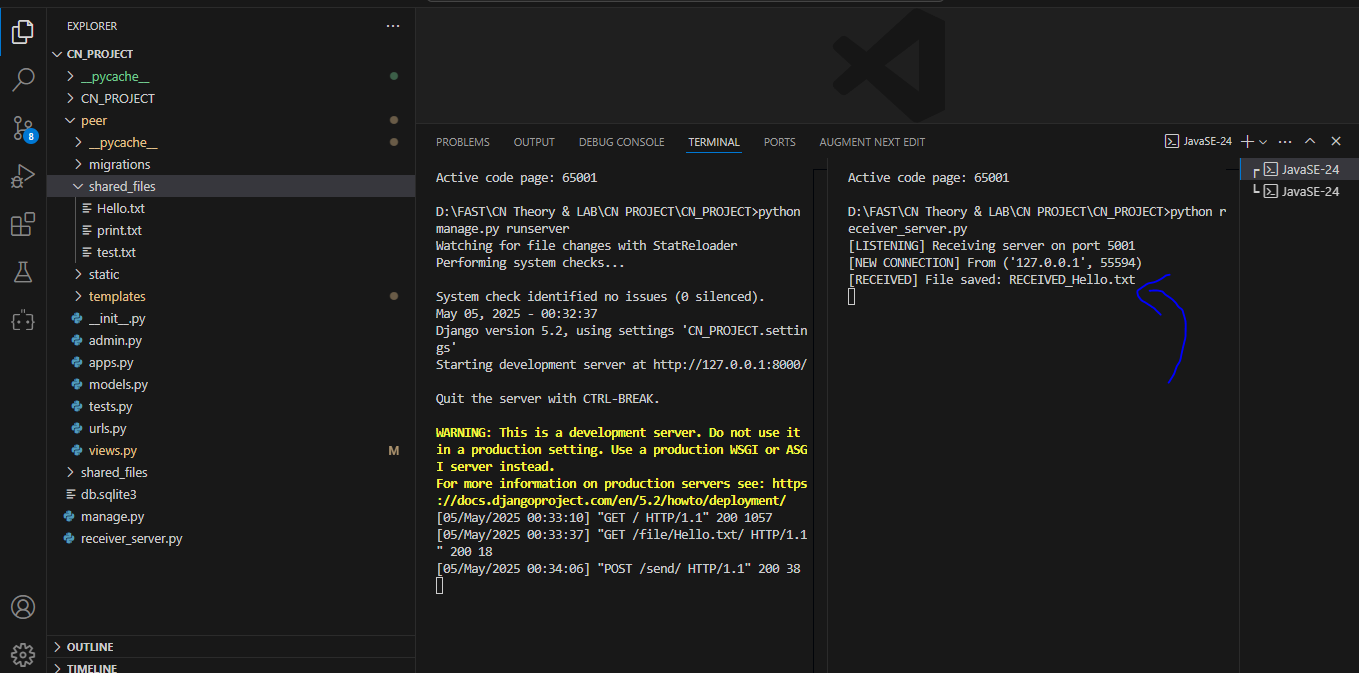 EXPLORER
CN_PROJECT
__pycache__
CN_PROJECT
peer
__pycache__
migrations
shared_files
Hello.txt
print.txt
test.txt
static
templates
__init__.py
admin.py
apps.py
models.py
tests.py
urls.py
views.py M
shared_files
db.sqlite3
manage.py
receiver_server.py
OUTLINE
TIMELINE
8
PROBLEMS OUTPUT DEBUG CONSOLE TERMINAL PORTS AUGMENT NEXT EDIT
JavaSE-24
Active code page: 65001
D:\FAST\CN Theory & LAB\CN PROJECT\CN_PROJECT>python
manage.py runserver
Watching for file changes with StatReloader
Performing system checks...
System check identified no issues (0 silenced).
May 05, 2025 - 00:32:37
Django version 5.2, using settings 'CN_PROJECT.settin
gs'
Starting development server at http://127.0.0.1:8000/
Quit the server with CTRL-BREAK.
WARNING: This is a development server. Do not use it
in a production setting. Use a production WSGI or ASG
I server instead.
For more information on production servers see: https
://docs.djangoproject.com/en/5.2/howto/deployment/
[05/May/2025 00:33:10] "GET / HTTP/1.1" 200 1057
[05/May/2025 00:33:37] "GET /file/Hello.txt/ HTTP/1.1
" 200 18
[05/May/2025 00:34:06] "POST /send/ HTTP/1.1" 200 38
Active code page: 65001
D:\FAST\CN Theory & LAB\CN PROJECT\CN_PROJECT>python r
eceiver_server.py
[LISTENING] Receiving server on port 5001
[NEW CONNECTION] From ('127.0.0.1', 55594)
[RECEIVED] File saved: RECEIVED_Hello.txt
JavaSE-24
JavaSE-24